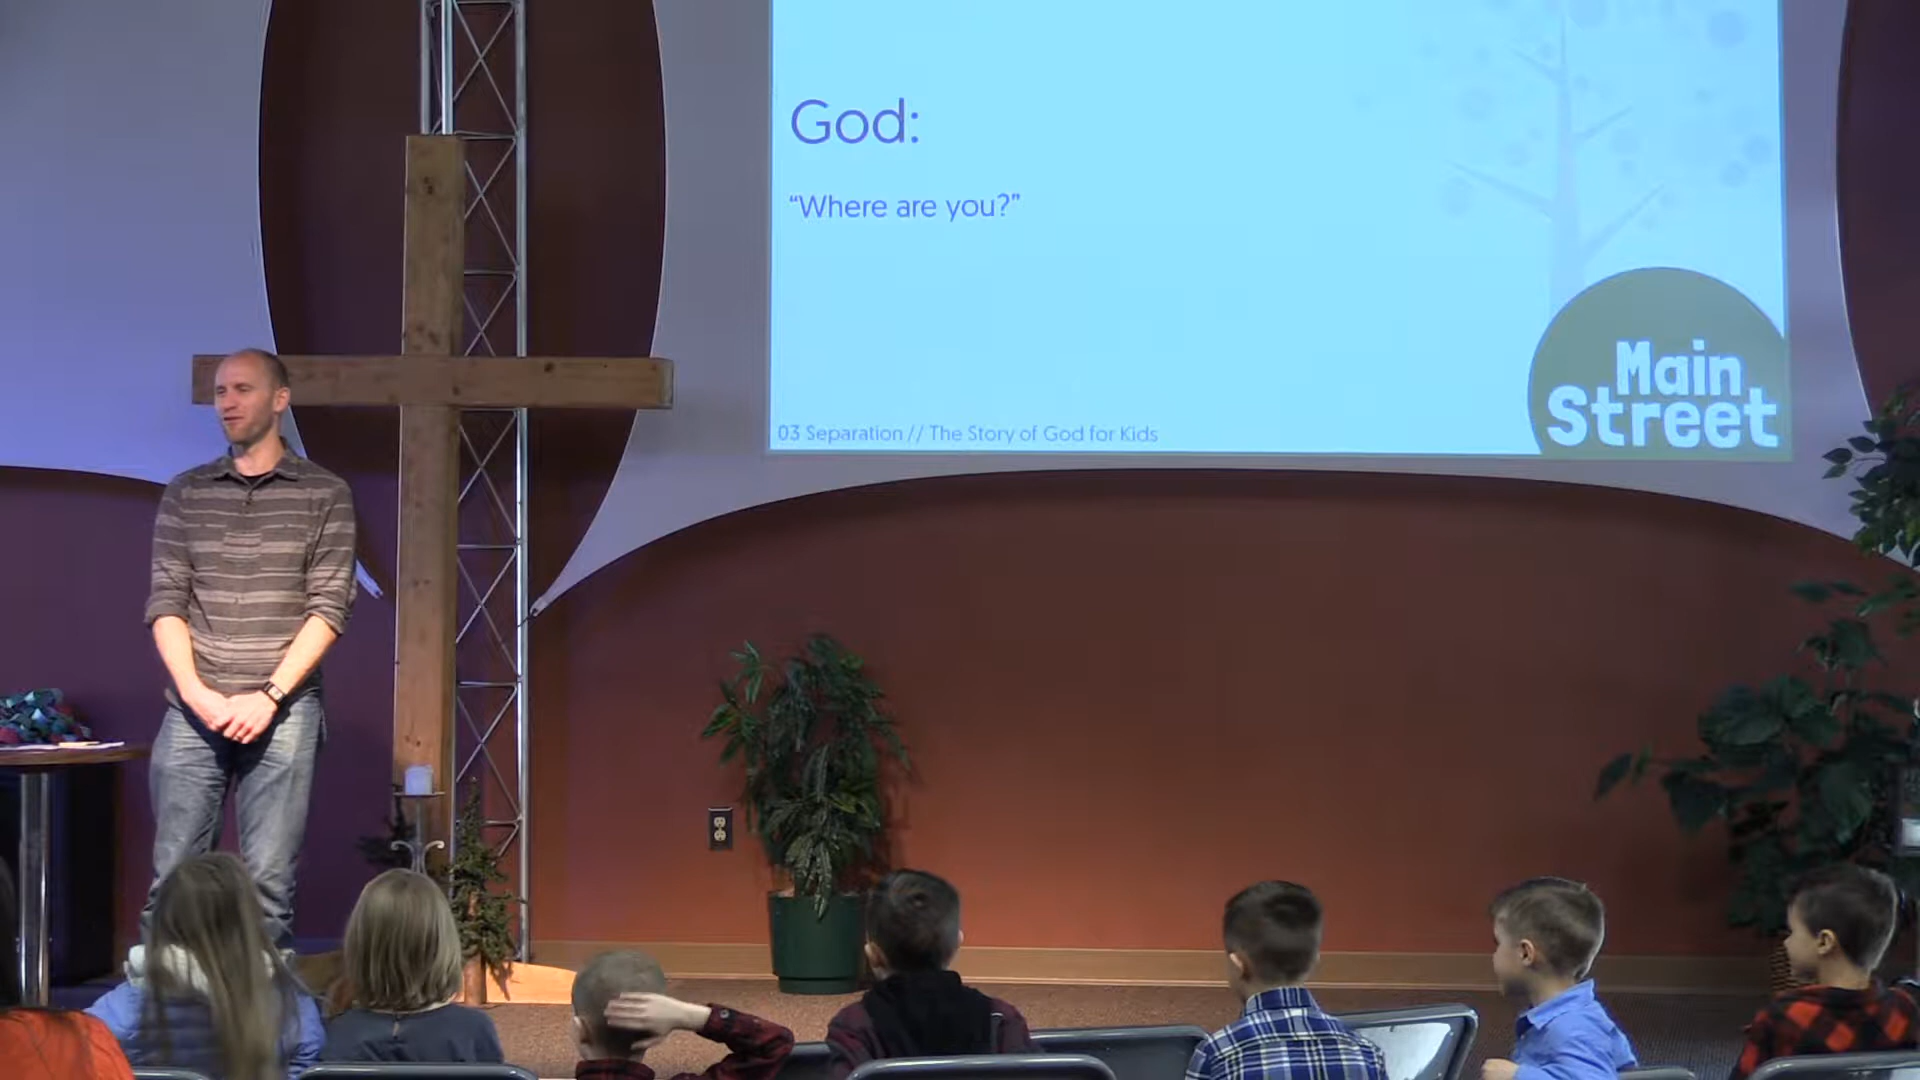 God:
“Where are you?”
Main
Street
03 Separation // The Story of God for Kids